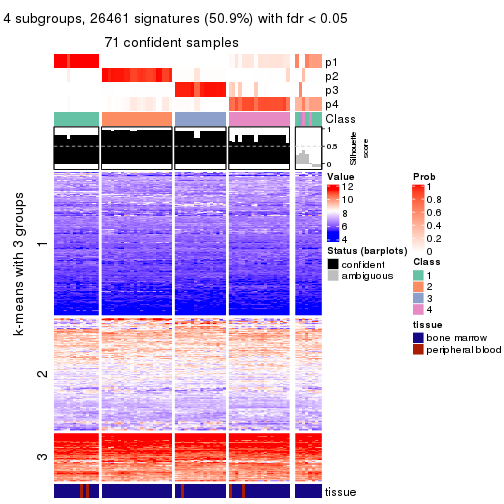 4 subgroups, 26461 signatures (50.9%) with fdr < 0.05
71 confident samples
p1
p2
p3
p4
Class
1
0.5
0
Silhouette
score
k-means with 3 groups
1
2
3
tissue
Value
12
10
8
6
4
Status (barplots)
confident
ambiguous
Prob
1
0.8
0.6
0.4
0.2
0
Class
1
2
3
4
tissue
bone marrow
peripheral blood